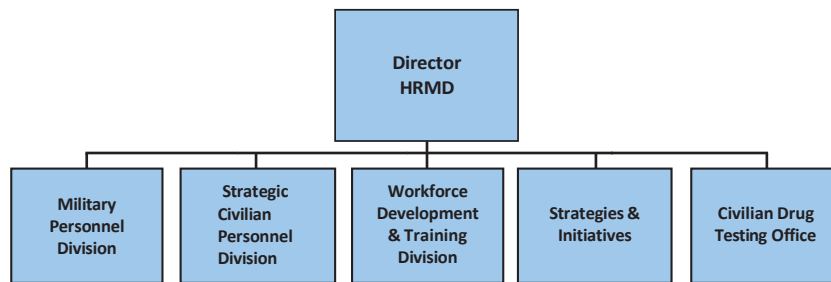 Director
HRMD
Military
Personnel
Division
Strategic
Civilian
Personnel
Division
Workforce
Development
& Training
Division
Strategies &
Initiatives
Civilian Drug
Testing Office